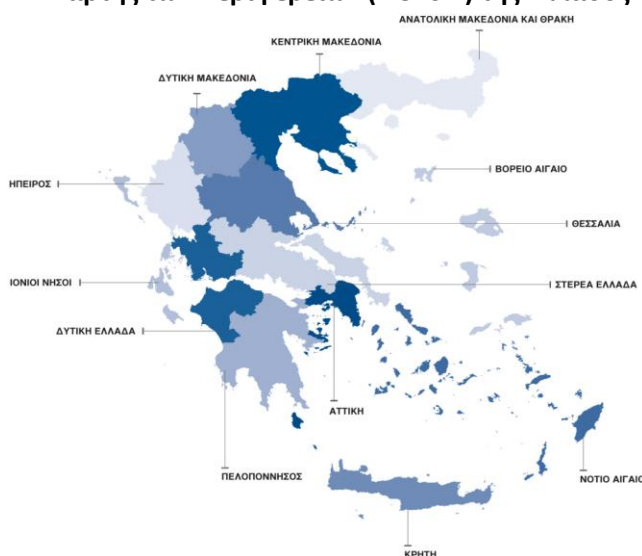 ΑΝΑΤΟΛΙΚΗ ΜΑΚΕΔΟΝΙΑ ΚΑΙ ΘΡΑΚΗ
ΚΕΝΤΡΙΚΗ ΜΑΚΕΔΟΝΙΑ
ΔΥΤΙΚΗ ΜΑΚΕΔΟΝΙΑ
ΒΟΡΕΙΟ ΑΙΓΑΙΟ
ΗΠΕΙΡΟΣ
ΘΕΣΣΑΛΙΑ
ΙΟΝΙΟΙ ΝΗΣΟΙ
ΣΤΕΡΕΑ ΕΛΛΑΔΑ
ΔΥΤΙΚΗ ΕΛΛΑΔΑ
ΑΤΤΙΚΗ
ΠΕΛΟΠΟΝΝΗΣΟΣ
ΝΟΤΙΟ ΑΙΓΑΙΟ
ΚΡΗΤΗ